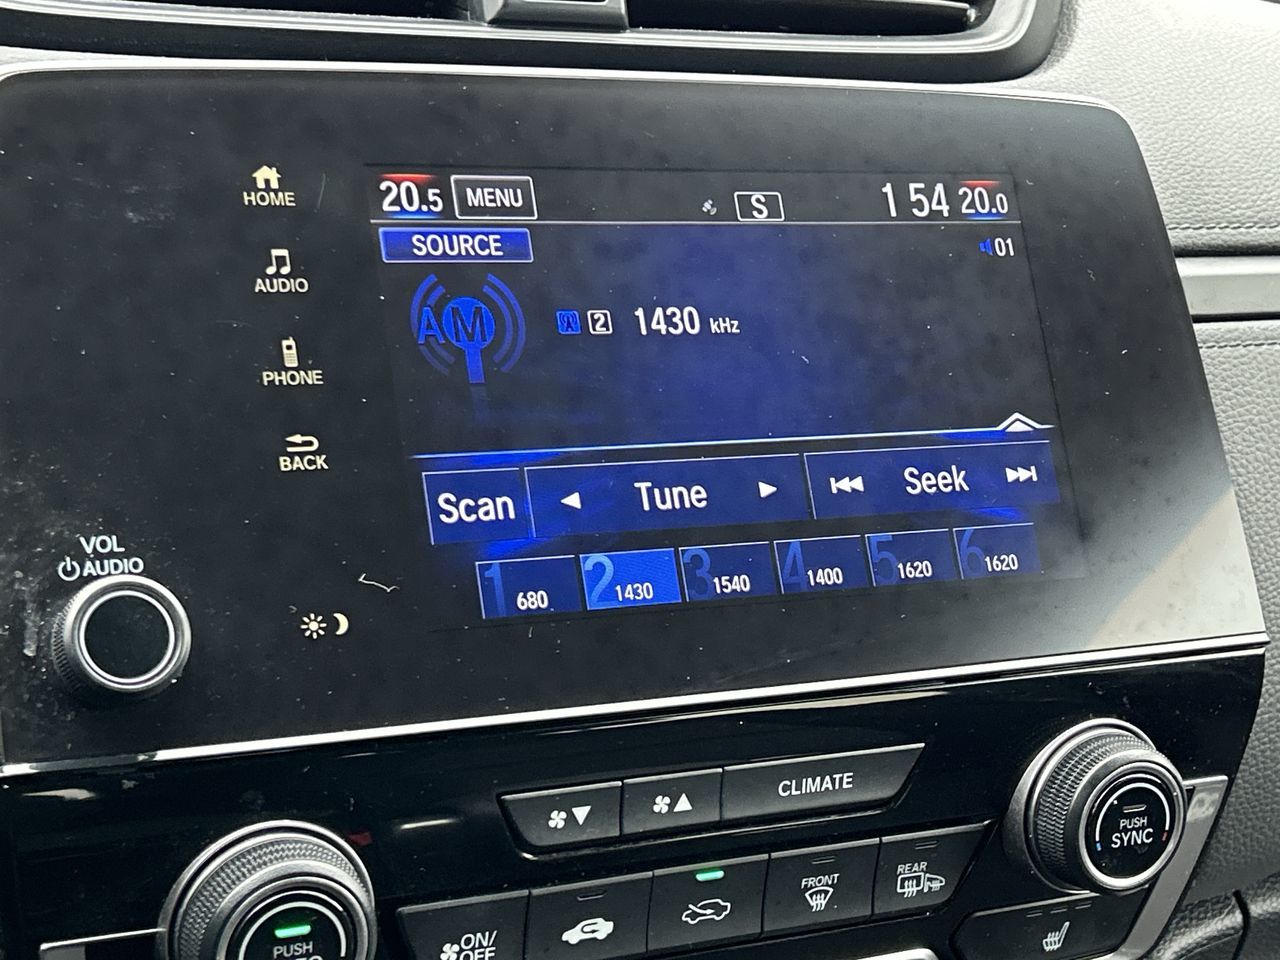 HOME
AUDIO
PHONE
BACK
VOL
AUDIO
20.5 MENU S 1 54 20.0
SOURCE 01
AM 2 1430 kHz
Scan Tune Seek
1 680 2 1430 3 1540 4 1400 5 1620 6 1620
CLIMATE
PUSH
SYNC
PUSH
ON/
OFF
FRONT
REAR